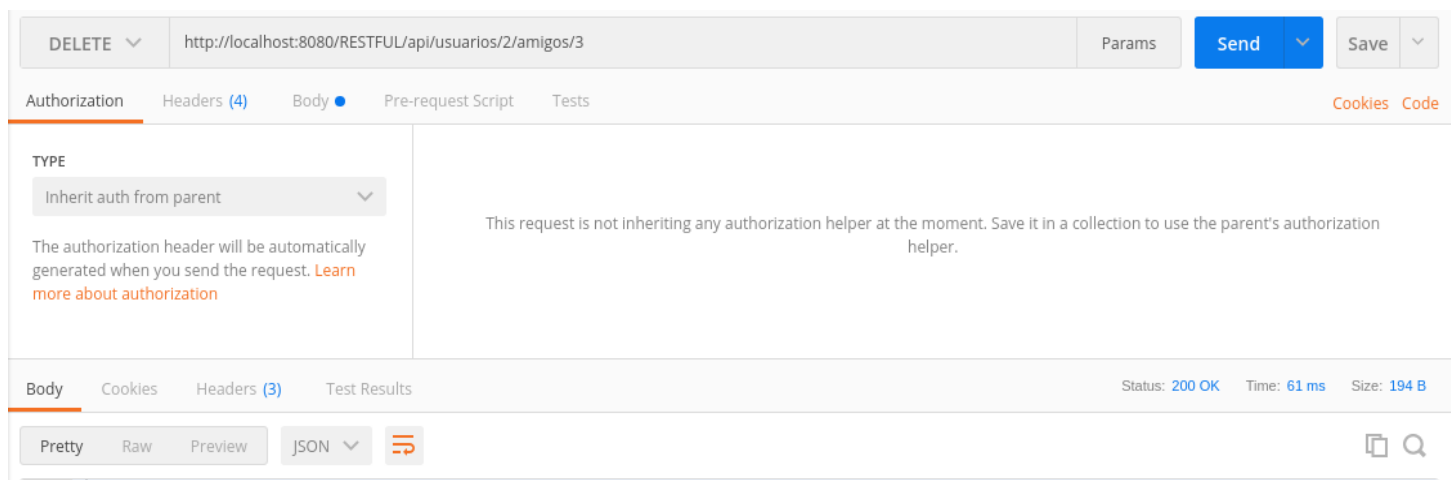 DELETE http://localhost:8080/RESTFUL/api/usuarios/2/amigos/3 Params Send Save
Authorization Headers (4) Body Pre-request Script Tests Cookies Code
TYPE
Inherit auth from parent
The authorization header will be automatically
generated when you send the request. Learn
more about authorization
This request is not inheriting any authorization helper at the moment. Save it in a collection to use the parent's authorization
helper.
Body Cookies Headers (3) Test Results Status: 200 OK Time: 61 ms Size: 194 B
Pretty Raw Preview JSON